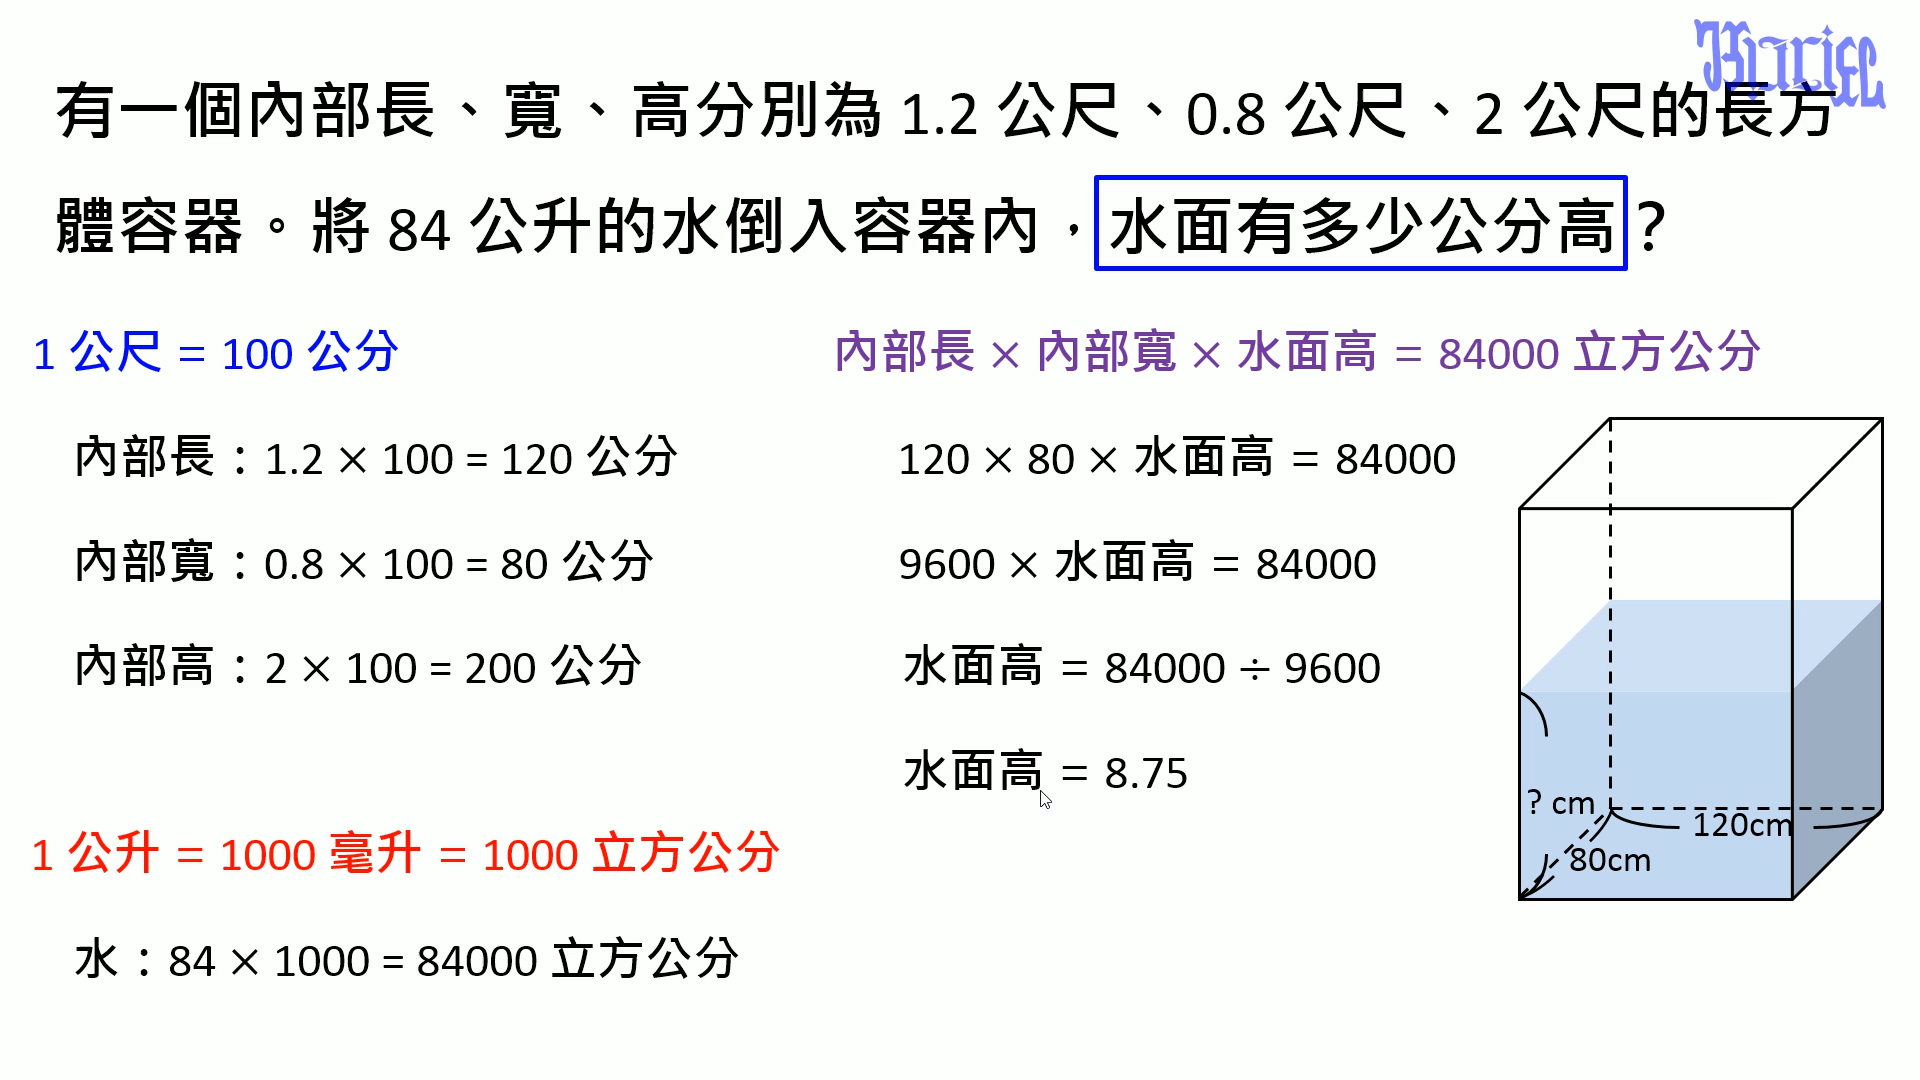 有一個內部長、寬、高分別為 1.2 公尺、0.8 公尺、2 公尺的長方
體容器。將 84 公升的水倒入容器內，水面有多少公分高？
1 公尺 = 100 公分
內部長：1.2 × 100 = 120 公分
內部寬：0.8 × 100 = 80 公分
內部高：2 × 100 = 200 公分
1 公升 = 1000 毫升 = 1000 立方公分
水：84 × 1000 = 84000 立方公分
內部長 × 內部寬 × 水面高 = 84000 立方公分
120 × 80 × 水面高 = 84000
9600 × 水面高 = 84000
水面高 = 84000 ÷ 9600
水面高 = 8.75
? cm
120cm
80cm